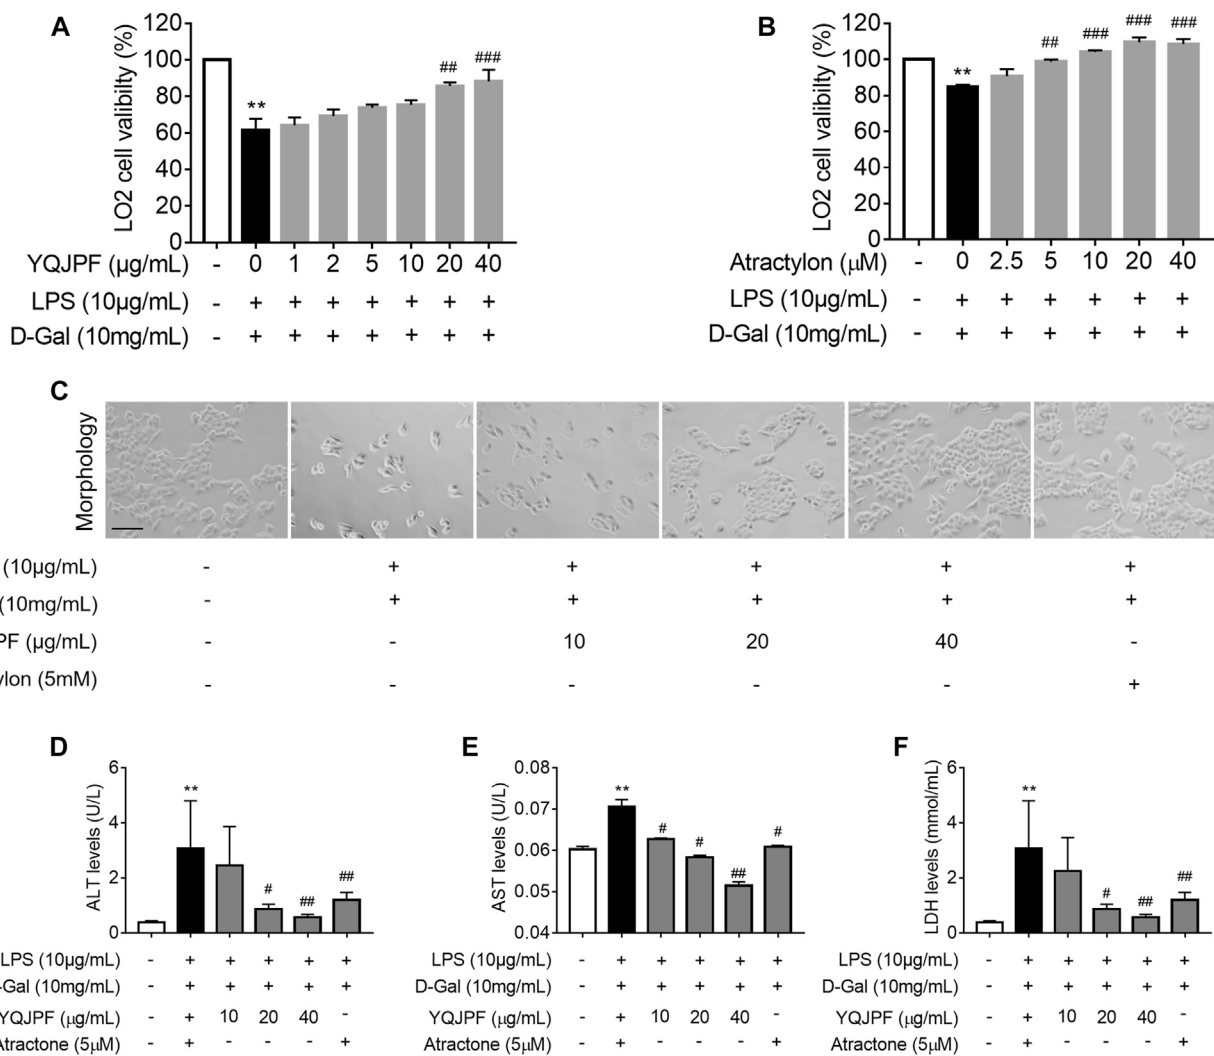 A
LO2 cell valibilty (%)
120
100
80
60
40
20
0
**
##
###
YQJPF (μg/mL) - 0 1 2 5 10 20 40
LPS (10μg/mL) - + + + + + + +
D-Gal (10mg/mL) - + + + + + + +
B
LO2 cell valibilty (%)
120
100
80
60
40
20
0
**
##
###
###
###
Atractylon (μM) - 0 2.5 5 10 20 40
LPS (10μg/mL) - + + + + + +
D-Gal (10mg/mL) - + + + + + +
C
Morphology
(10μg/mL) - + + + + +
(10mg/mL) - + + + + +
PF (μg/mL) - - 10 20 40 -
ylon (5mM) - - - - - +
D
ALT levels (U/L)
6
4
2
0
**
#
##
##
LPS (10μg/mL) - + + + + +
-Gal (10mg/mL) - + + + + +
YQJPF (μg/mL) - + 10 20 40 -
Atractone (5μM) - + - - - +
E
AST levels (U/L)
0.08
0.07
0.06
0.05
0.04
**
#
#
##
#
LPS (10μg/mL) - + + + + +
D-Gal (10mg/mL) - + + + + +
YQJPF (μg/mL) - + 10 20 40 -
Atractone (5μM) - + - - - +
F
LDH levels (mmol/mL)
6
4
2
0
**
#
##
##
LPS (10μg/mL) - + + + + +
D-Gal (10mg/mL) - + + + + +
YQJPF (μg/mL) - + 10 20 40 -
Atractone (5μM) - + - - - +